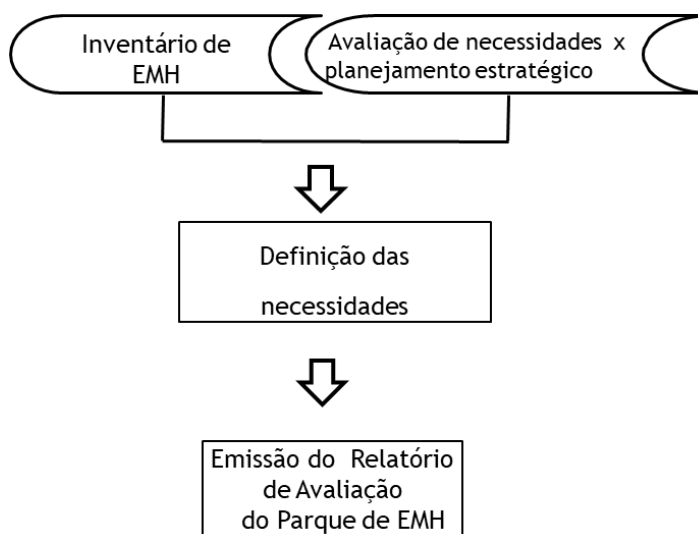 Inventário de
EMH
Avaliação de necessidades x
planejamento estratégico
Definição das
necessidades
Emissão do Relatório
de Avaliação
do Parque de EMH